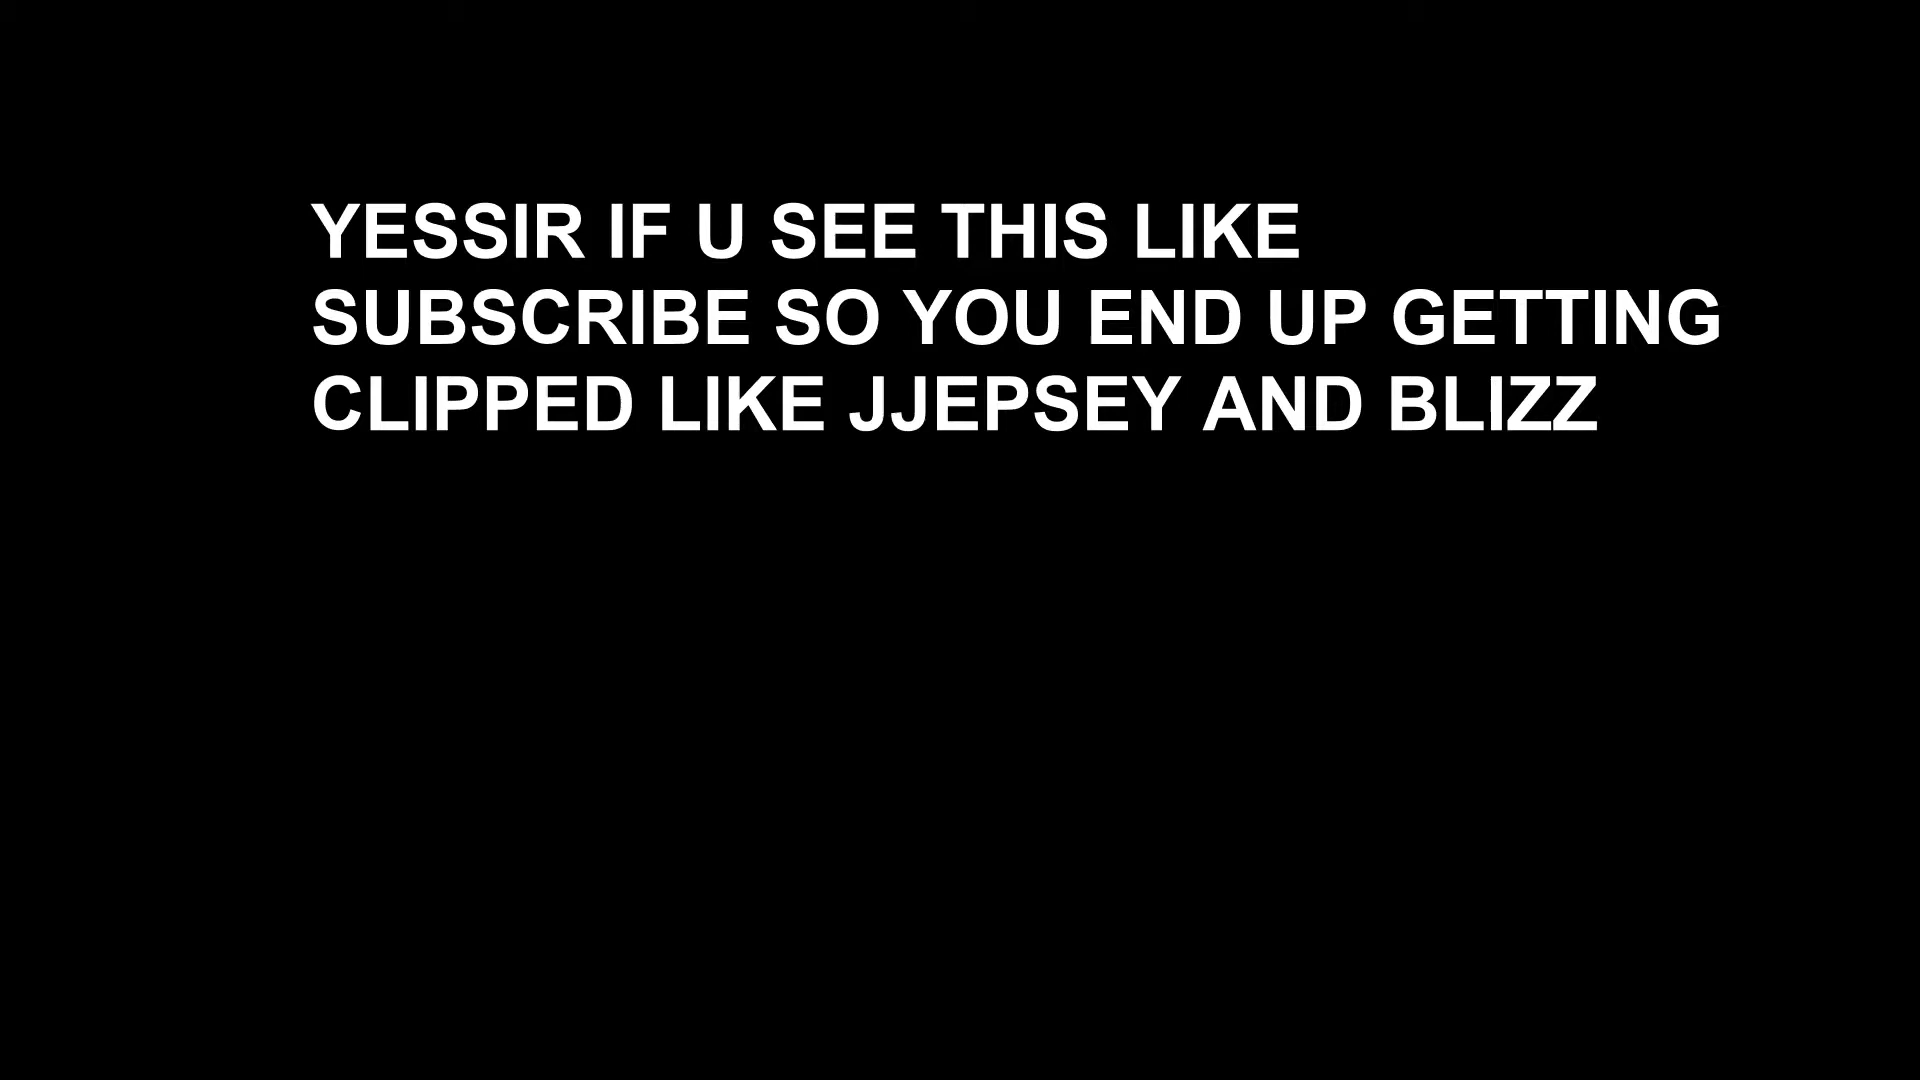 YESSIR IF U SEE THIS LIKE
SUBSCRIBE SO YOU END UP GETTING
CLIPPED LIKE JJEPSEY AND BLIZZ